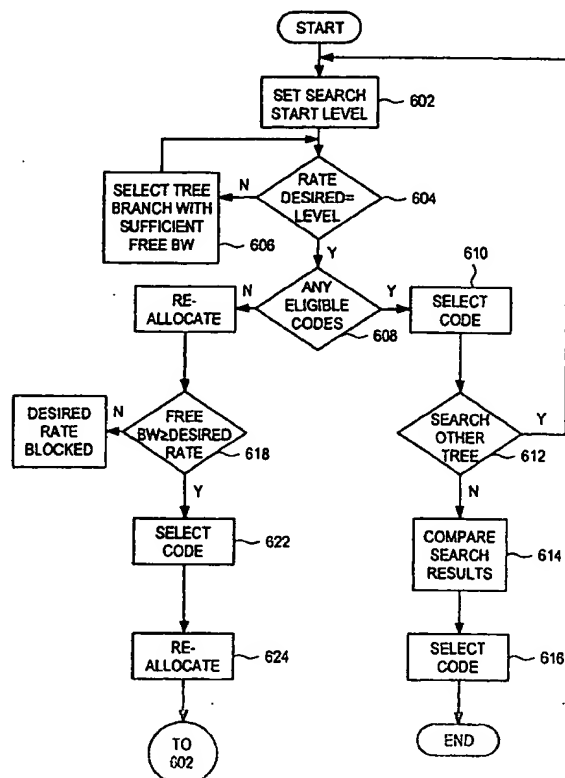 START
SET SEARCH
START LEVEL
602
N
SELECT TREE
BRANCH WITH
SUFFICIENT
FREE BW
606
RATE
DESIRED=
LEVEL
604
Y
610
RE-
ALLOCATE
N
ANY
ELIGIBLE
CODES
608
Y
SELECT
CODE
DESIRED
RATE
BLOCKED
N
FREE
BW≥DESIRED
RATE
618
Y
SEARCH
OTHER
TREE
612
Y
N
SELECT
CODE
622
COMPARE
SEARCH
RESULTS
614
RE-
ALLOCATE
624
SELECT
CODE
616
TO
602
END